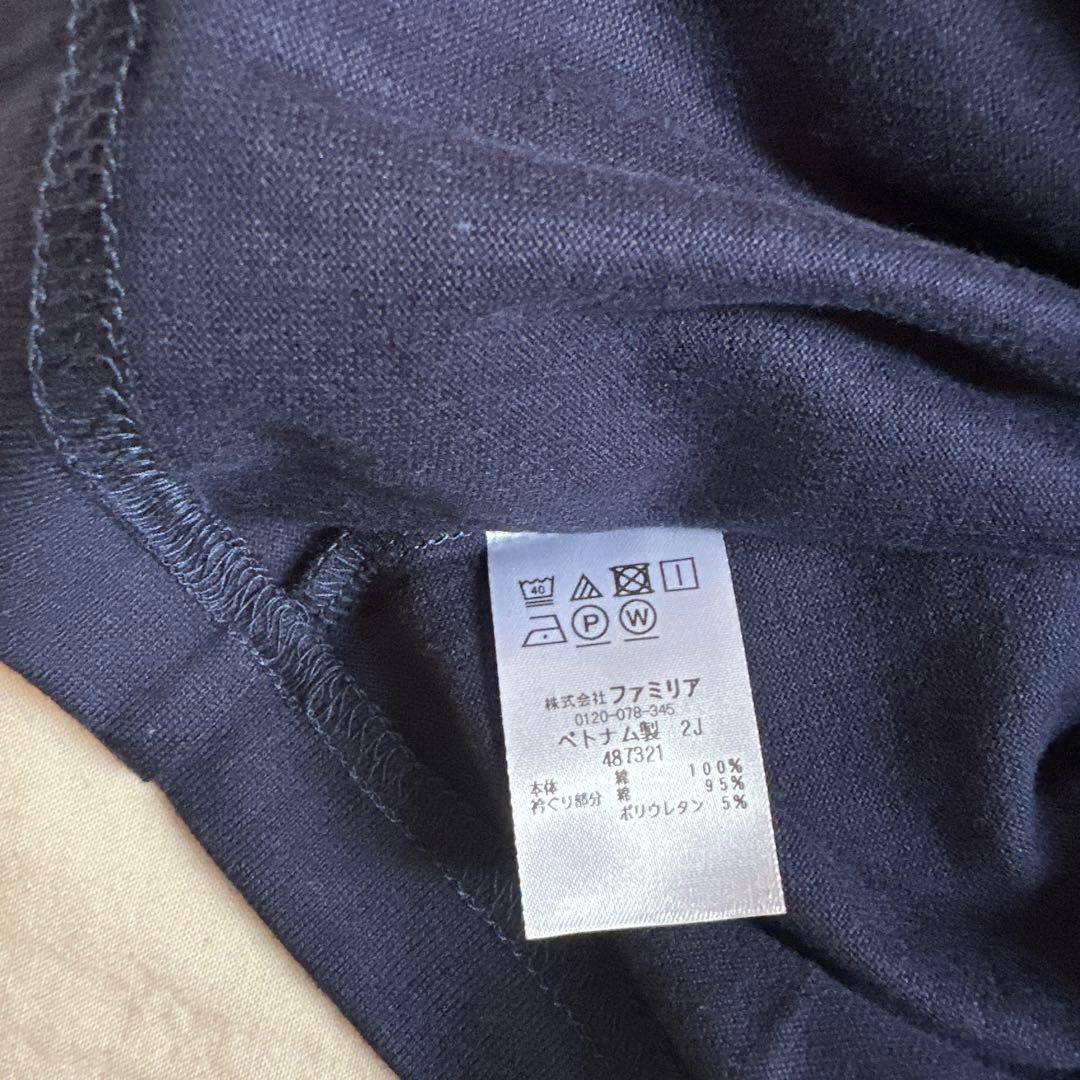 40
P W
株式会社 ファミリア
0120-078-345
ベトナム製 2J
487321
本体 綿 100%
衿ぐり部分 綿 95%
ポリウレタン 5%